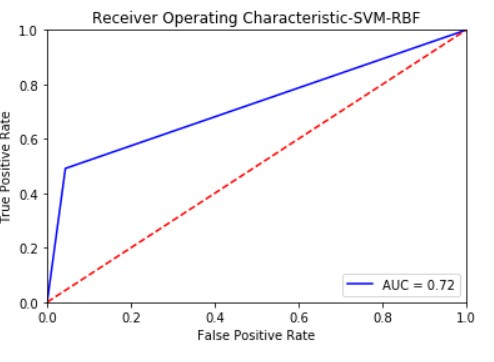 Receiver Operating Characteristic-SVM-RBF
1.0
0.8
0.6
0.4
0.2
0.0
True Positive Rate
AUC = 0.72
0.0 0.2 0.4 0.6 0.8 1.0
False Positive Rate